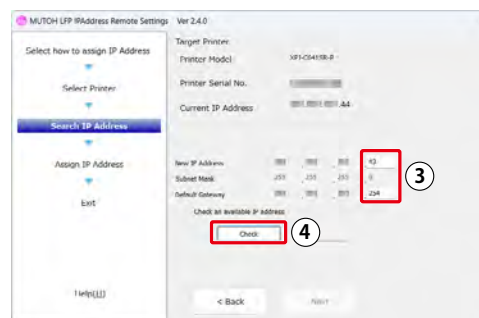 MUTOH LFP IPAddress Remote Settings Ver 2.4.0
Select how to assign IP Address
Select Printer
Search IP Address
Assign IP Address
Exit
Help(H)
Target Printer
Printer Model
Printer Serial No.
Current IP Address .44
New IP Address 43
Subnet Mask 255 255 255 0
Default Gateway 254
Check an available IP address
Check
3
4
< Back
Next